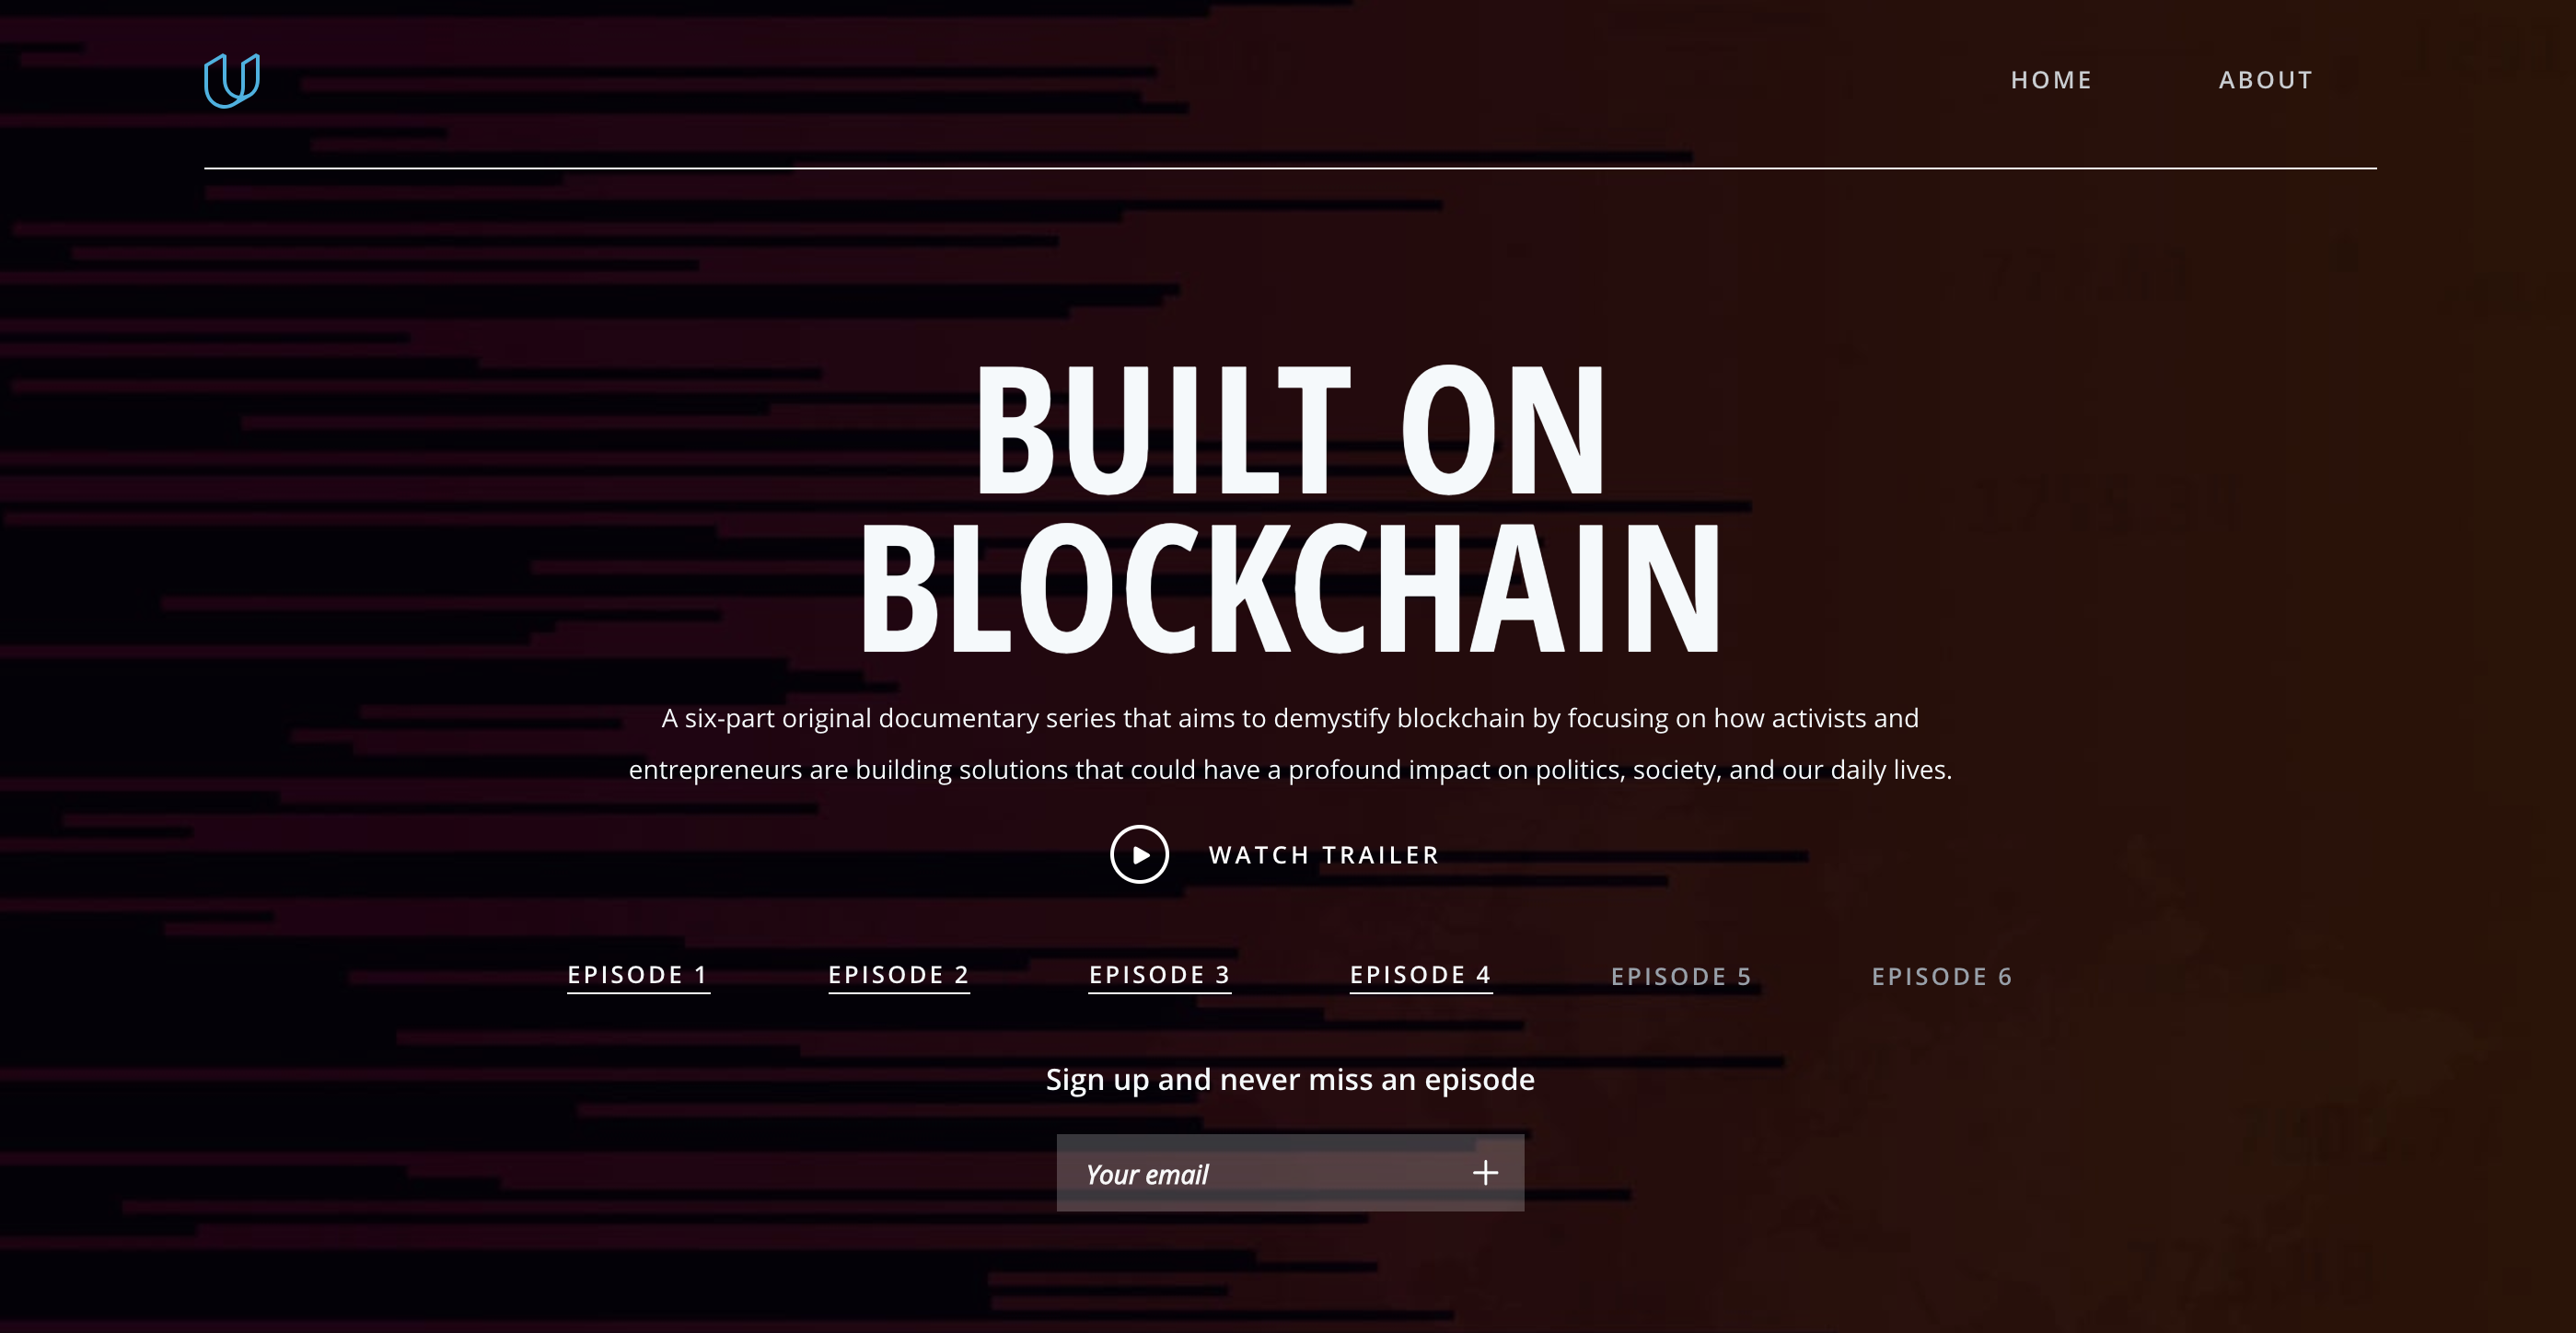 HOME
ABOUT
BUILT ON
BLOCKCHAIN
A six-part original documentary series that aims to demystify blockchain by focusing on how activists and
entrepreneurs are building solutions that could have a profound impact on politics, society, and our daily lives.
WATCH TRAILER
EPISODE 1
EPISODE 2
EPISODE 3
EPISODE 4
EPISODE 5
EPISODE 6
Sign up and never miss an episode
Your email